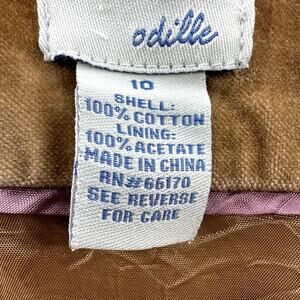 odille
10
SHELL:
100% COTTON
LINING:
100% ACETATE
MADE IN CHINA
RN#66170
SEE REVERSE
FOR CARE